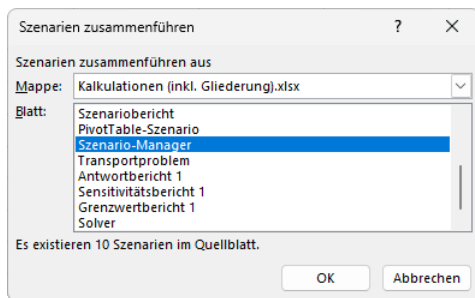 Szenarien zusammenführen ? ×
Szenarien zusammenführen aus
Mappe: Kalkulationen (inkl. Gliederung).xlsx
Blatt: Szenariobericht
PivotTable-Szenario
Szenario-Manager
Transportproblem
Antwortbericht 1
Sensitivitätsbericht 1
Grenzwertbericht 1
Solver
Es existieren 10 Szenarien im Quellblatt.
OK Abbrechen